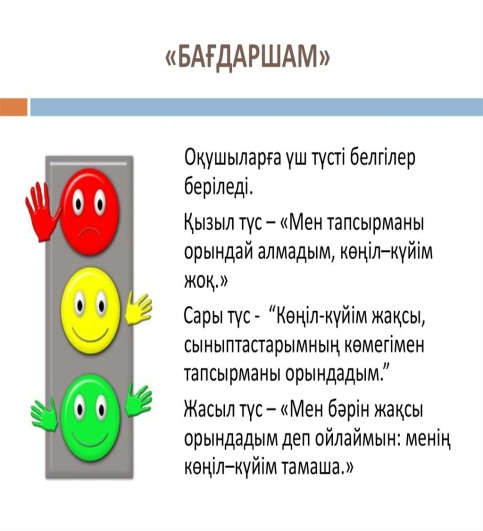 «БАҒДАРШАМ»
Оқушыларға үш түсті белгілер
беріледі.
Қызыл түс – «Мен тапсырманы
орындай алмадым, көңіл–күйім
жоқ.»
Сары түс - “Көңіл-күйім жақсы,
сыныптастарымның көмегімен
тапсырманы орындадым.”
Жасыл түс – «Мен бәрін жақсы
орындадым деп ойлаймын: менің
көңіл–күйім тамаша.»